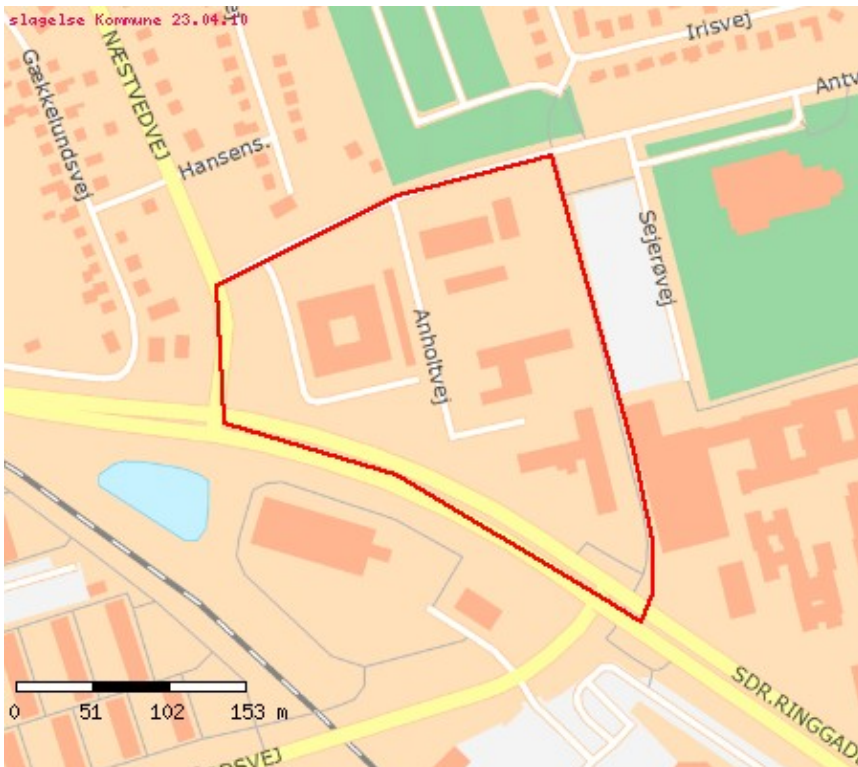 slagelse Kommune 23.04.10
Irisvej
NÆSTVEDVEJ
Gækkelundsvej
Antv
Hansens.
Sejerøvej
Anholtvej
0 51 102 153 m
SDR.RINGGAD
DSVEJ